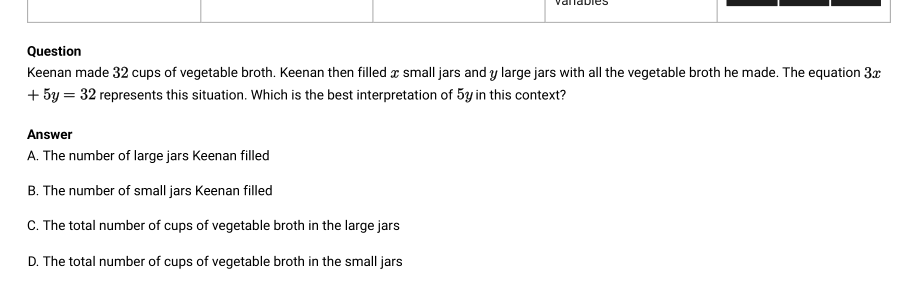 variables
Question
Keenan made 32 cups of vegetable broth. Keenan then filled x small jars and y large jars with all the vegetable broth he made. The equation 3x
+ 5y = 32 represents this situation. Which is the best interpretation of 5y in this context?
Answer
A. The number of large jars Keenan filled
B. The number of small jars Keenan filled
C. The total number of cups of vegetable broth in the large jars
D. The total number of cups of vegetable broth in the small jars